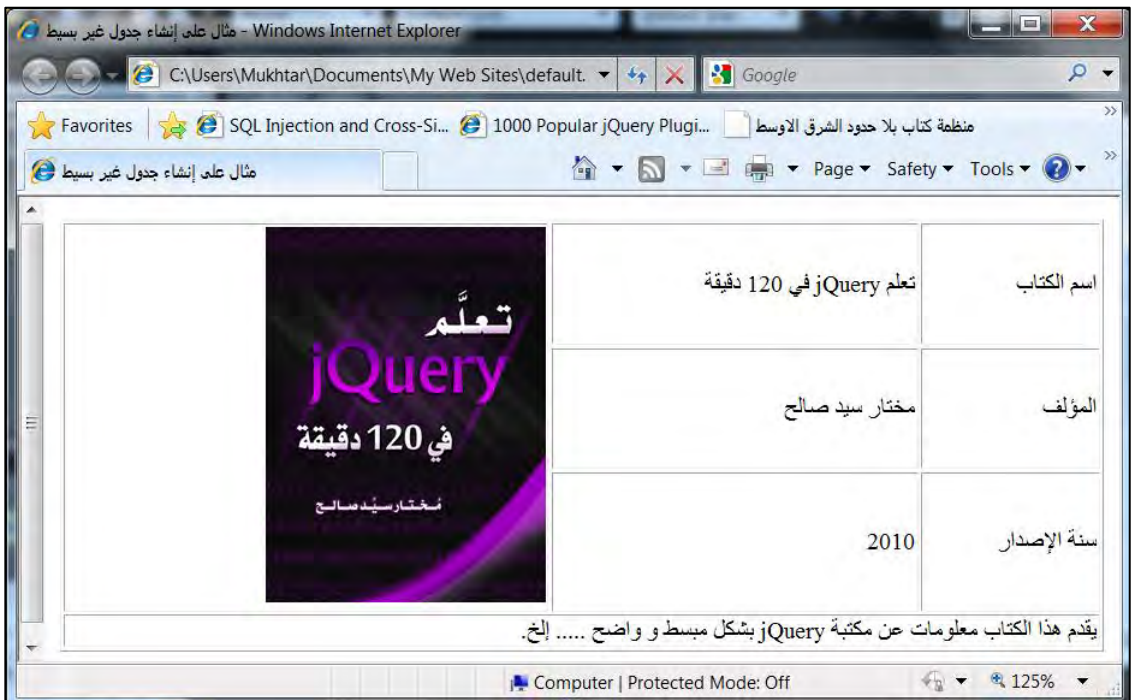 مثال على إنشاء جدول غير بسيط - Windows Internet Explorer
C:\Users\Mukhtar\Documents\My Web Sites\default.
Google
Favorites
SQL Injection and Cross-Si...
1000 Popular jQuery Plugi...
منظمة كتاب بلا حدود الشرق الاوسط
مثال على إنشاء جدول غير بسيط
Page Safety Tools
اسم الكتاب
تعلم jQuery في 120 دقيقة
تعلَّم
jQuery
في 120 دقيقة
مُختار سيِّد صالح
المؤلف
مختار سيد صالح
سنة الإصدار
2010
يقدم هذا الكتاب معلومات عن مكتبة jQuery بشكل مبسط و واضح ..... إلخ.
Computer | Protected Mode: Off
125%